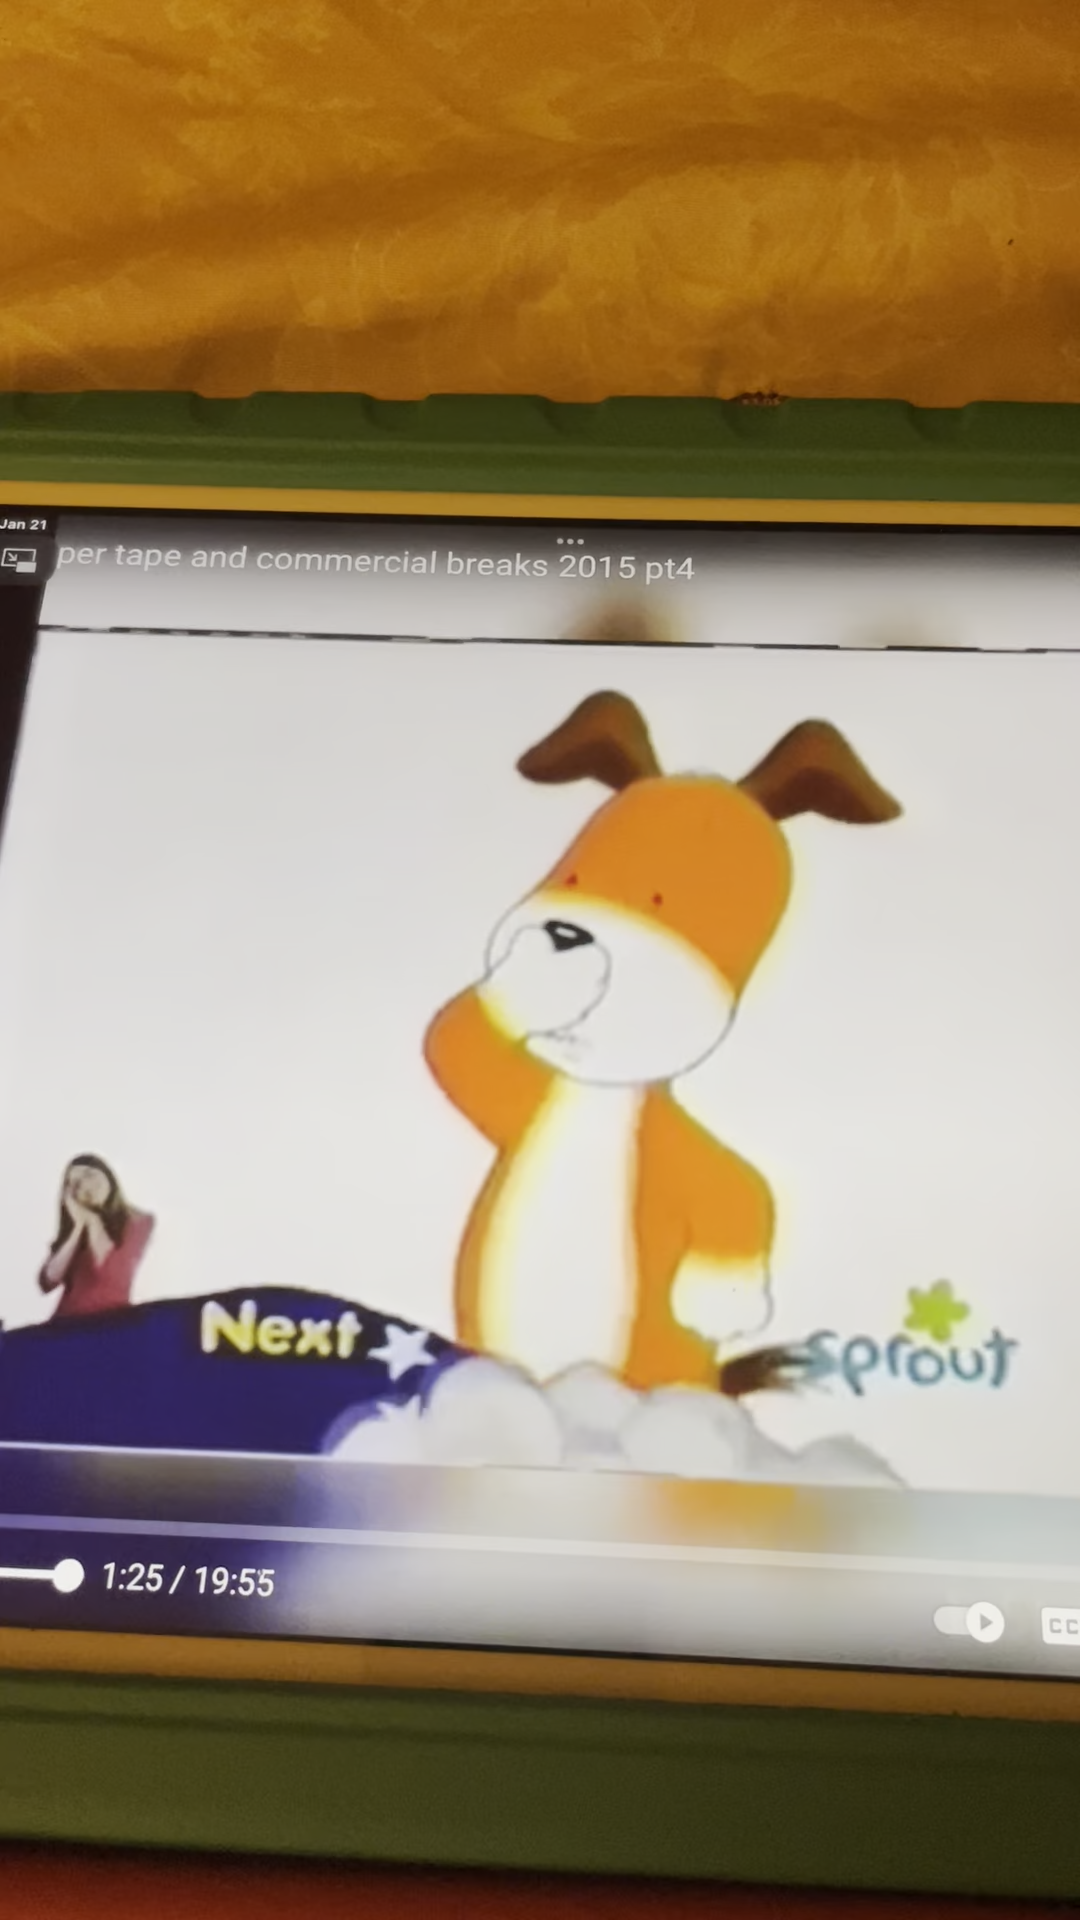 Jan 21
per tape and commercial breaks 2015 pt4
Next
Sprout
1:25 / 19:55
CC